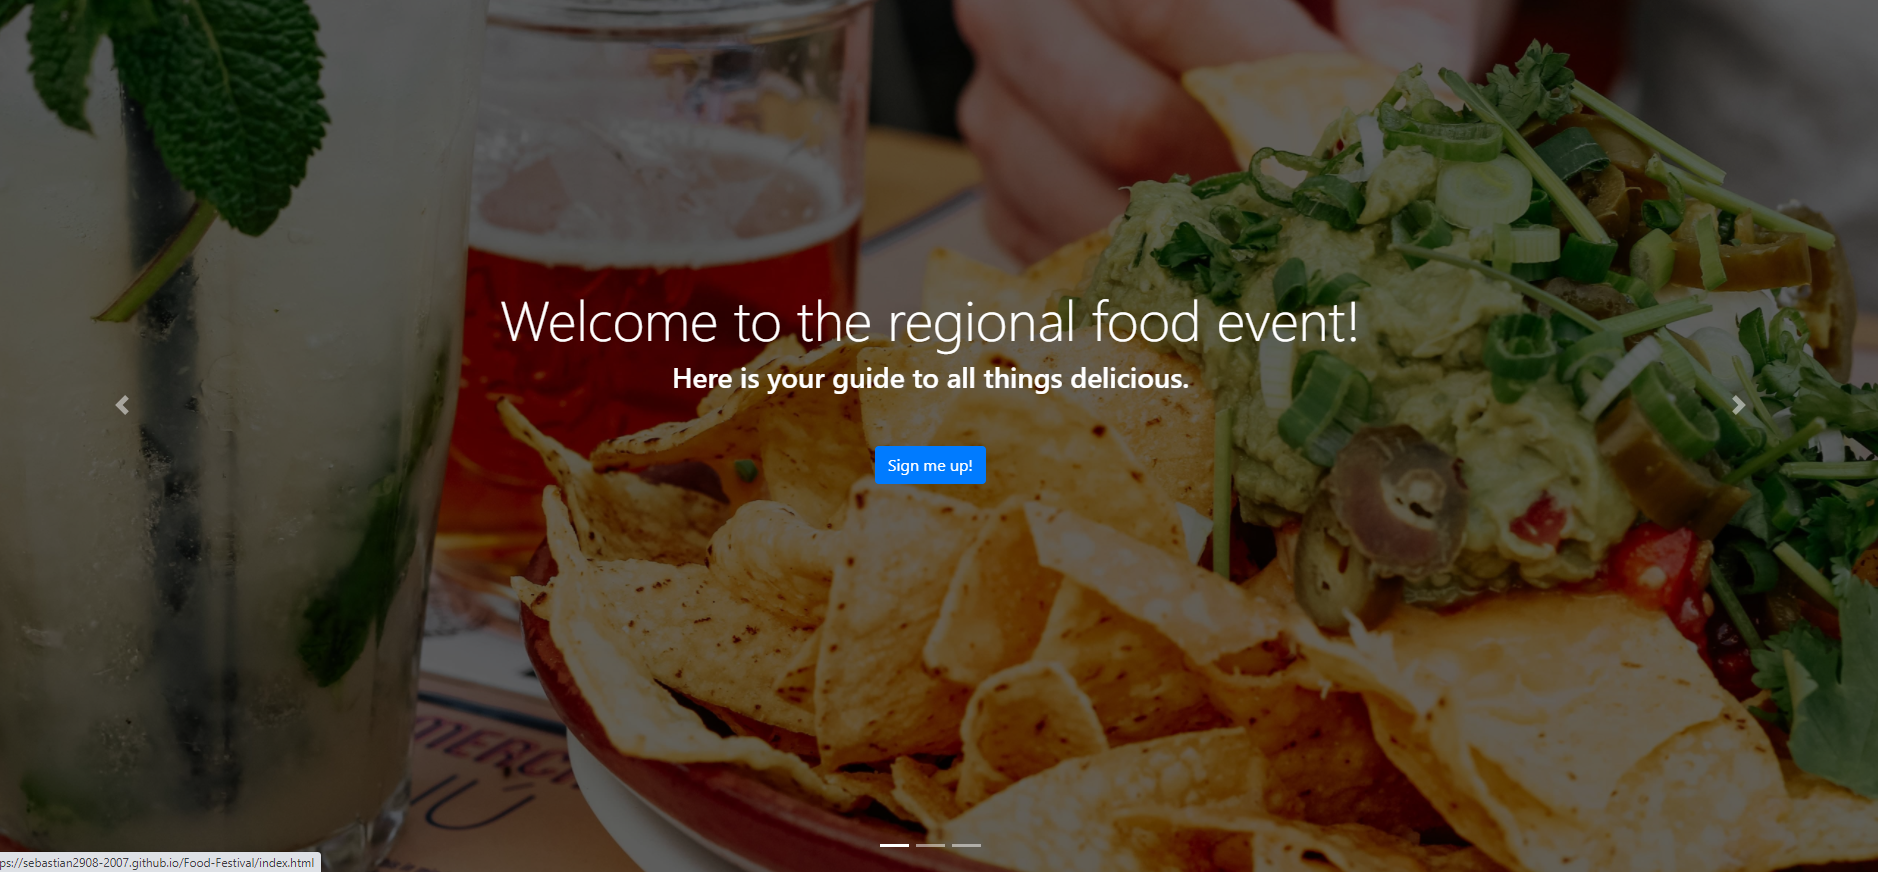 Welcome to the regional food event!
Here is your guide to all things delicious.
Sign me up!
MERC
Ú
ps://sebastian2908-2007.github.io/Food-Festival/index.html